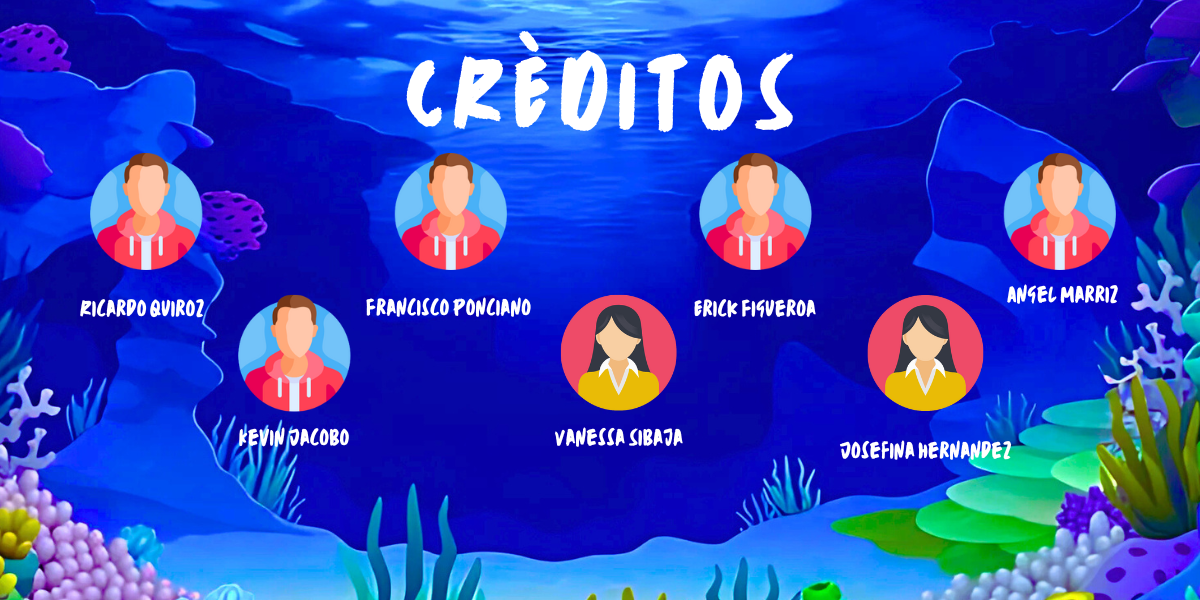 CRÈDITOS
RICARDO QUIROZ
FRANCISCO PONCIANO
ERICK FIGUEROA
ANGEL MARRIZ
KEVIN JACOBO
VANESSA SIBAJA
JOSEFINA HERNANDEZ